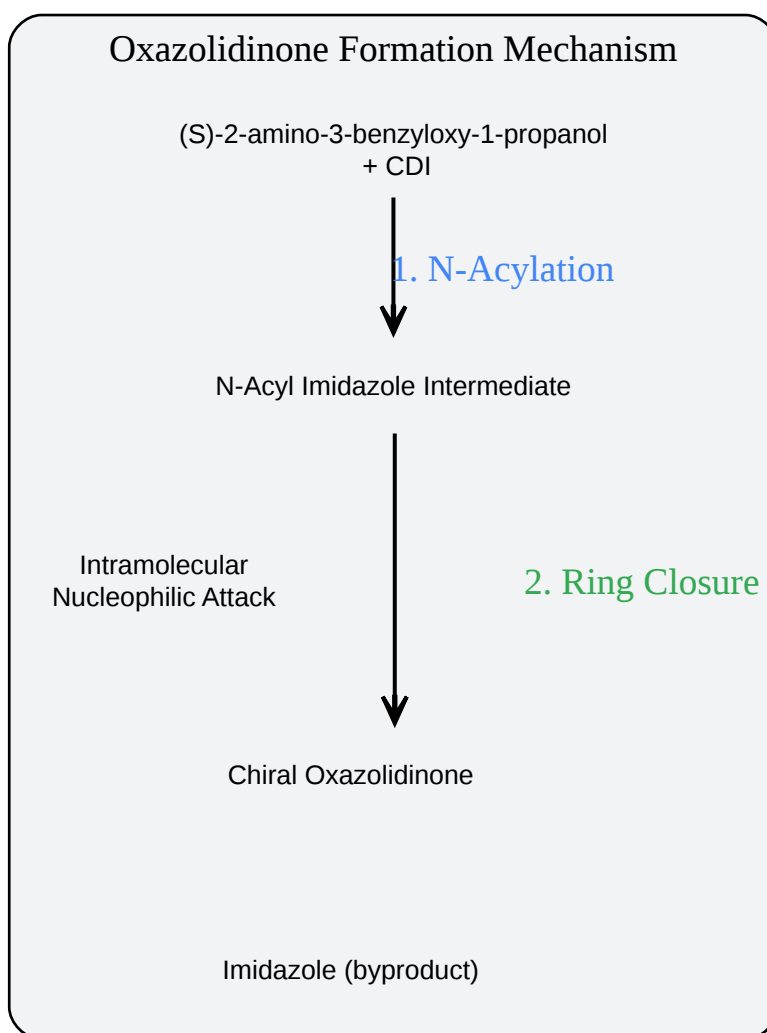 Oxazolidinone Formation Mechanism
(S)-2-amino-3-benzyloxy-1-propanol
+ CDI
1. N-Acylation
N-Acyl Imidazole Intermediate
Intramolecular
Nucleophilic Attack
2. Ring Closure
Chiral Oxazolidinone
Imidazole (byproduct)